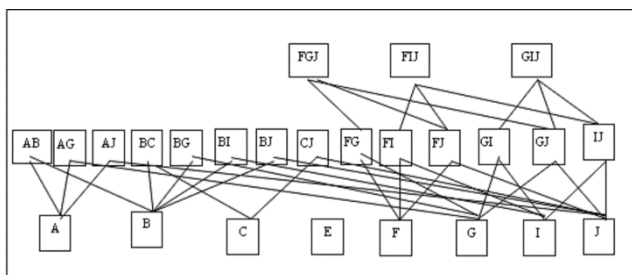 FGJ FIJ GIJ
AB AG AJ BC BG BI BJ CJ FG FI FJ GI GJ IJ
A B C E F G I J